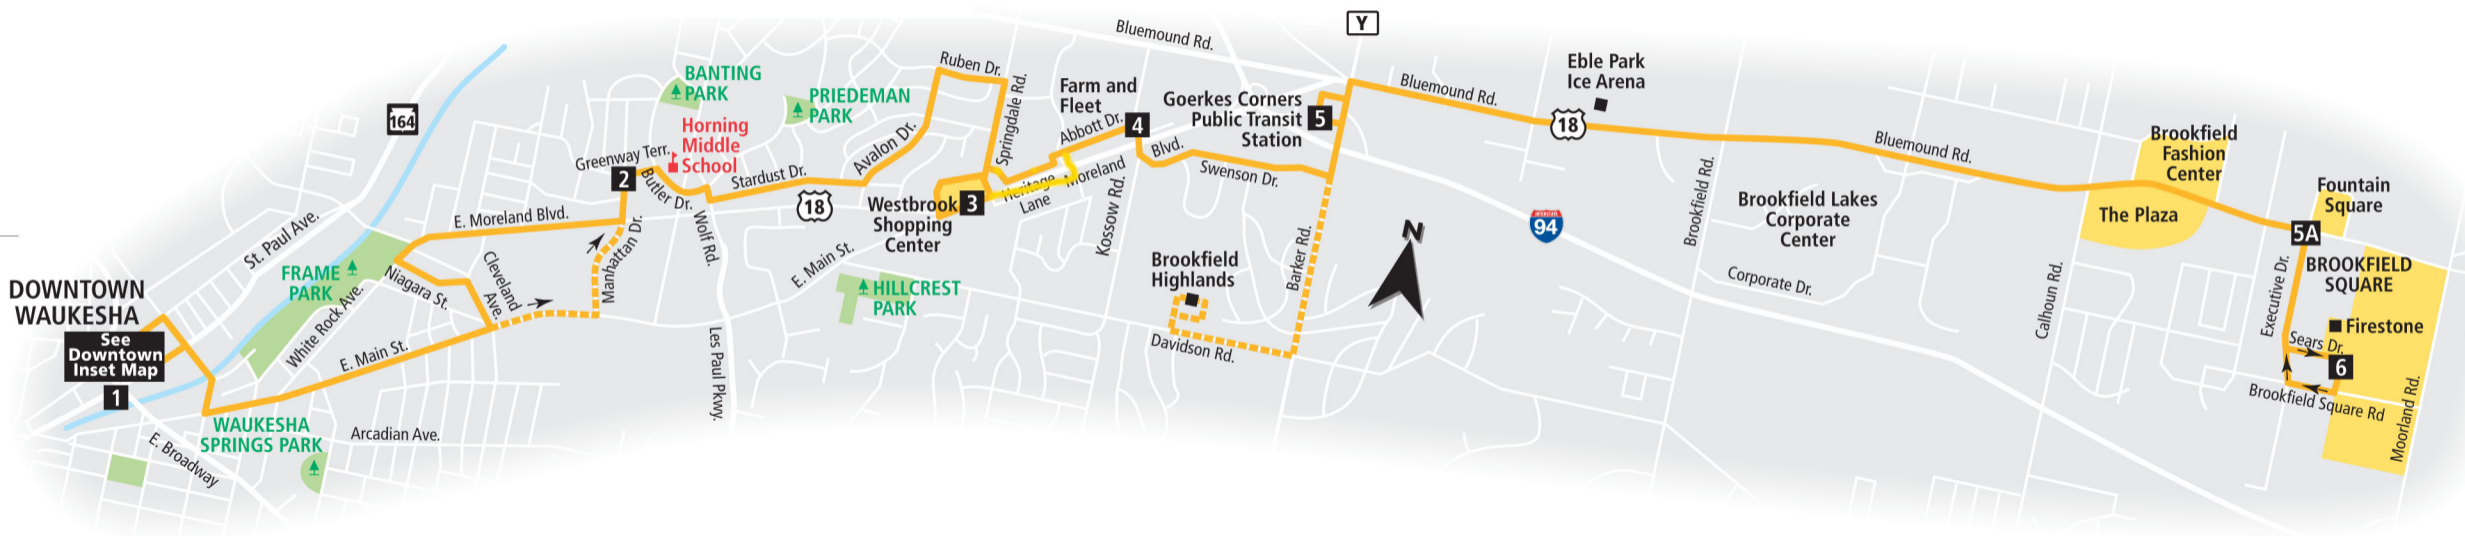 Y
Bluemound Rd.
Ruben Dr.
Springdale Rd.
BANTING
PARK
PRIEDEMAN
PARK
164
Farm and
Fleet
Abbott Dr.
4
Goerkes Corners
Public Transit
Station
5
Bluemound Rd.
Eble Park
Ice Arena
18
Bluemound Rd.
Brookfield
Fashion
Center
Horning
Middle
School
Greenway Terr.
2
Butler Dr.
Stardust Dr.
Avalon Dr.
18
Westbrook
Shopping
Center
3
Heritage
Lane
Moreland
Blvd.
Kossow Rd.
Swenson Dr.
Brookfield Rd.
Brookfield Lakes
Corporate
Center
The Plaza
Fountain
Square
5A
E. Moreland Blvd.
Manhattan Dr.
Wolf Rd.
E. Main St.
St. Paul Ave.
N
INTERSTATE
94
Barker Rd.
BROOKFIELD
SQUARE
Executive Dr.
FRAME
PARK
Niagara St.
Cleveland
Ave.
HILLCREST
PARK
Brookfield
Highlands
Corporate Dr.
Calhoun Rd.
DOWNTOWN
WAUKESHA
See
Downtown
Inset Map
1
White Rock Ave.
E. Main St.
Les Paul Pkwy.
Davidson Rd.
Firestone
Sears Dr.
6
Brookfield Square Rd
Moorland Rd.
WAUKESHA
SPRINGS PARK
Arcadian Ave.
E. Broadway